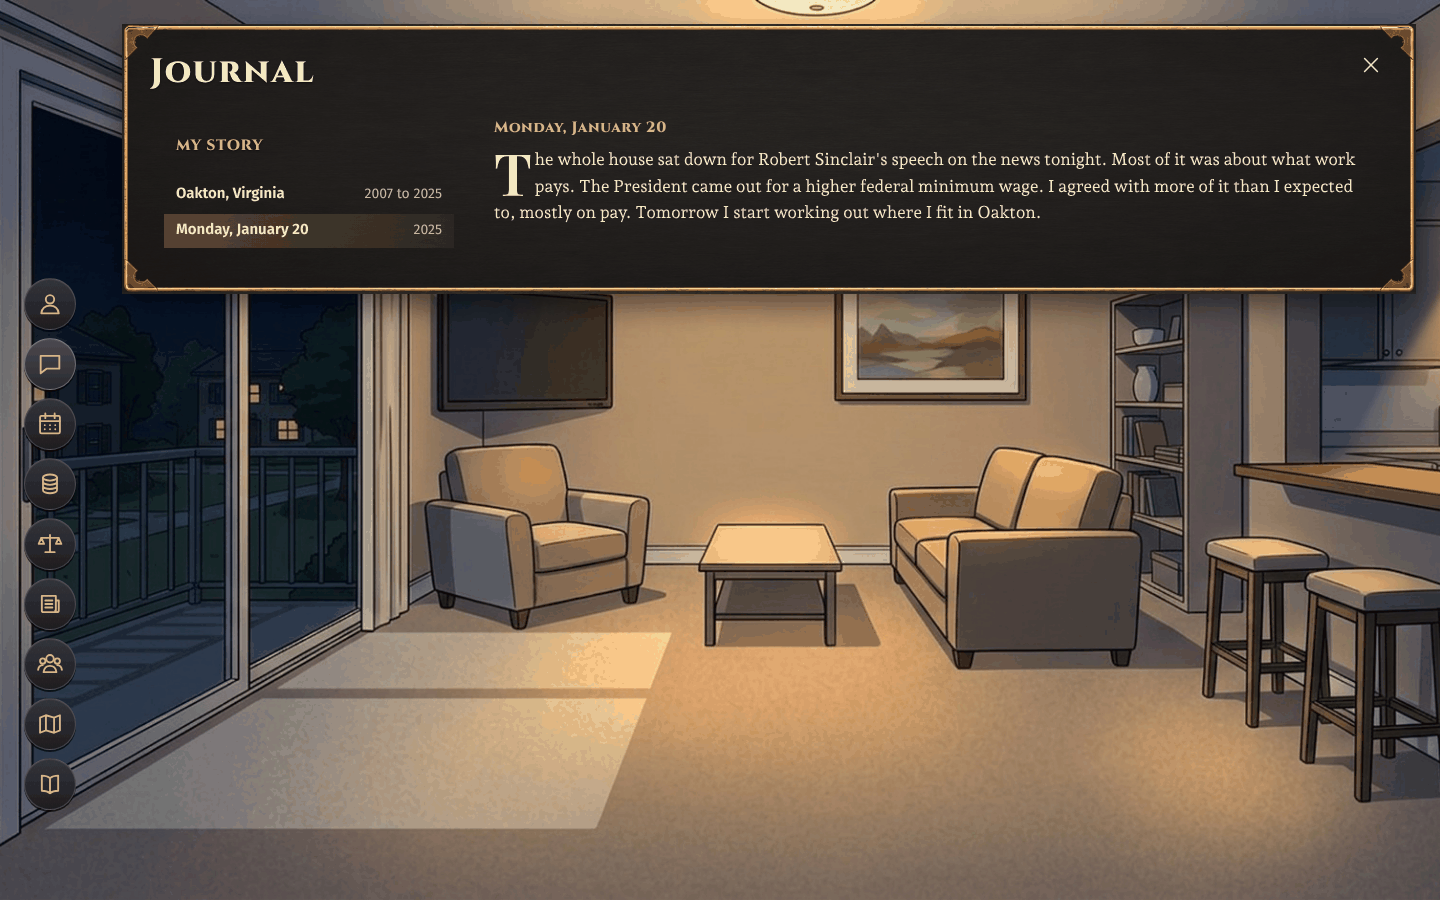 Journal
MY STORY
Oakton, Virginia 2007 to 2025
Monday, January 20 2025
Monday, January 20
The whole house sat down for Robert Sinclair's speech on the news tonight. Most of it was about what work
pays. The President came out for a higher federal minimum wage. I agreed with more of it than I expected
to, mostly on pay. Tomorrow I start working out where I fit in Oakton.